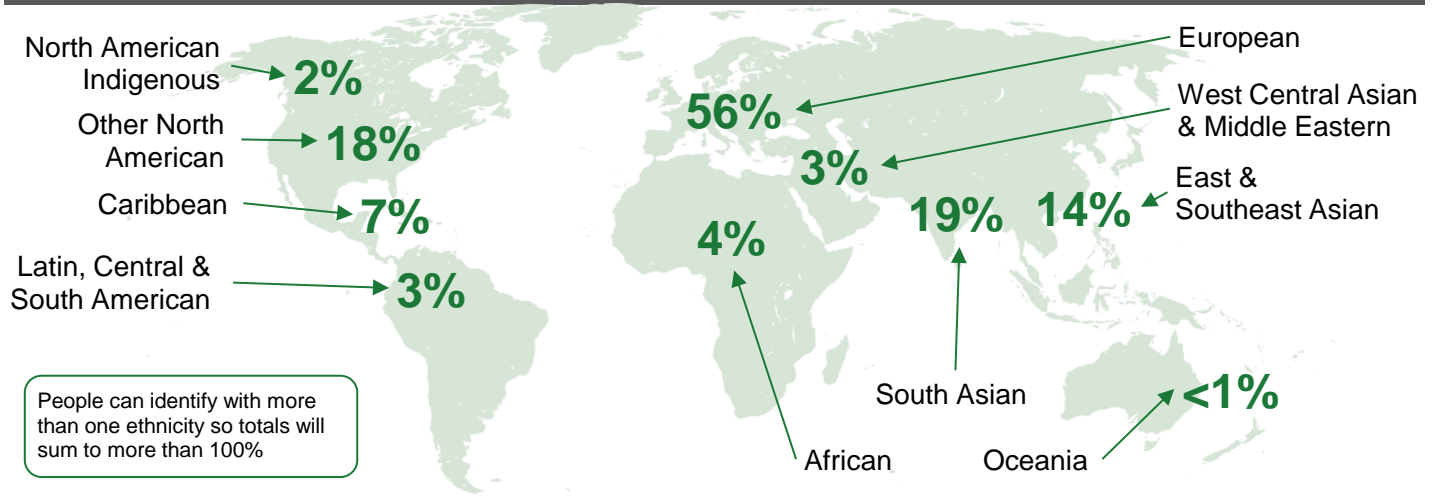 North American
Indigenous
2%
Other North
American
18%
Caribbean
7%
Latin, Central &
South American
3%
European
56%
West Central Asian
& Middle Eastern
3%
East &
Southeast Asian
14%
19%
South Asian
4%
African
<1%
Oceania
People can identify with more
than one ethnicity so totals will
sum to more than 100%